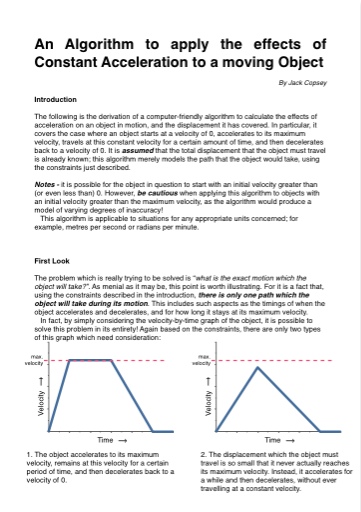 An Algorithm to apply the effects of
Constant Acceleration to a moving Object
By Jack Copsey
Introduction
The following is the derivation of a computer-friendly algorithm to calculate the effects of
acceleration on an object in motion, and the displacement it has covered. In particular, it
covers the case where an object starts at a velocity of 0, accelerates to its maximum
velocity, travels at this constant velocity for a certain amount of time, and then decelerates
back to a velocity of 0. It is assumed that the total displacement that the object must travel
is already known; this algorithm merely models the path that the object would take, using
the constraints just described.
Notes - it is possible for the object in question to start with an initial velocity greater than
(or even less than) 0. However, be cautious when applying this algorithm to objects with
an initial velocity greater than the maximum velocity, as the algorithm would produce a
model of varying degrees of inaccuracy!
This algorithm is applicable to situations for any appropriate units concerned; for
example, metres per second or radians per minute.
First Look
The problem which is really trying to be solved is "what is the exact motion which the
object will take?". As menial as it may be, this point is worth illustrating. For it is a fact that,
using the constraints described in the introduction, there is only one path which the
object will take during its motion. This includes such aspects as the timings of when the
object accelerates and decelerates, and for how long it stays at its maximum velocity.
In fact, by simply considering the velocity-by-time graph of the object, it is possible to
solve this problem in its entirety! Again based on the constraints, there are only two types
of this graph which need consideration:
max.
velocity
Velocity →
Time →
1. The object accelerates to its maximum
velocity, remains at this velocity for a certain
period of time, and then decelerates back to a
velocity of 0.
max.
velocity
Velocity →
Time →
2. The displacement which the object must
travel is so small that it never actually reaches
its maximum velocity. Instead, it accelerates for
a while and then decelerates, without ever
travelling at a constant velocity.